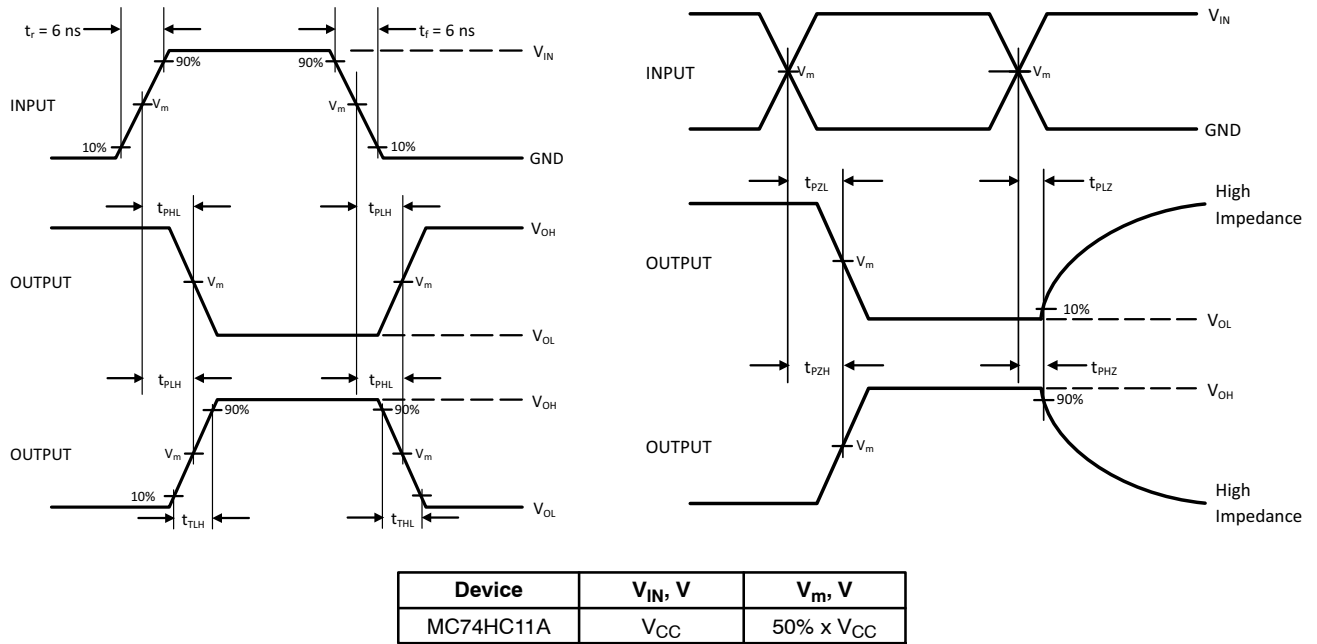 t_r = 6 ns
t_f = 6 ns
V_IN
90%
90%
INPUT
V_m
V_m
10%
10%
GND
t_PHL
t_PLH
V_OH
OUTPUT
V_m
V_m
V_OL
t_PLH
t_PHL
V_OH
90%
90%
OUTPUT
V_m
V_m
10%
V_OL
t_TLH
t_THL
V_IN
INPUT
V_m
V_m
GND
t_PZL
t_PLZ
High
Impedance
OUTPUT
V_m
10%
V_OL
t_PZH
t_PHZ
V_OH
90%
OUTPUT
V_m
High
Impedance
Device V_IN, V V_m, V
MC74HC11A V_CC 50% x V_CC